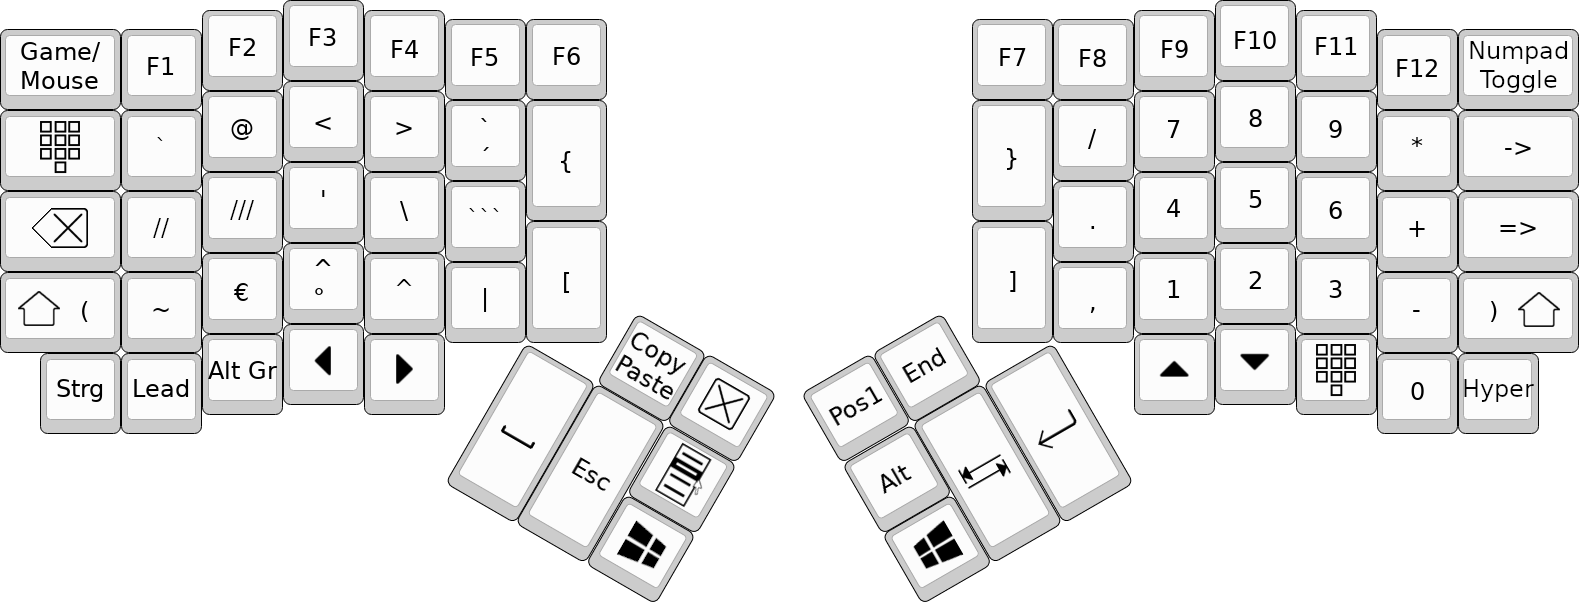 Game/
Mouse
F1
F2
F3
F4
F5
F6
F7
F8
F9
F10
F11
F12
Numpad
Toggle
`
@
<
>
`
´
{
}
/
7
8
9
*
->
//
///
'
\
```
.
4
5
6
+
=>
(
~
€
^
°
^
|
[
]
,
1
2
3
-
)
Strg
Lead
Alt Gr
0
Hyper
Copy
Paste
Esc
Pos1
End
Alt